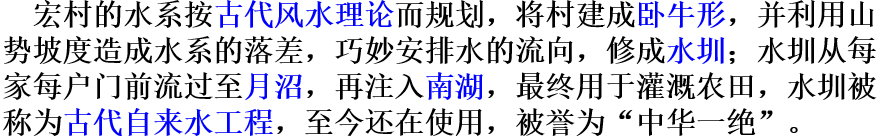 宏村的水系按古代风水理论而规划，将村建成卧牛形，并利用山
势坡度造成水系的落差，巧妙安排水的流向，修成水圳；水圳从每
家每户门前流过至月沼，再注入南湖，最终用于灌溉农田，水圳被
称为古代自来水工程，至今还在使用，被誉为“中华一绝”。